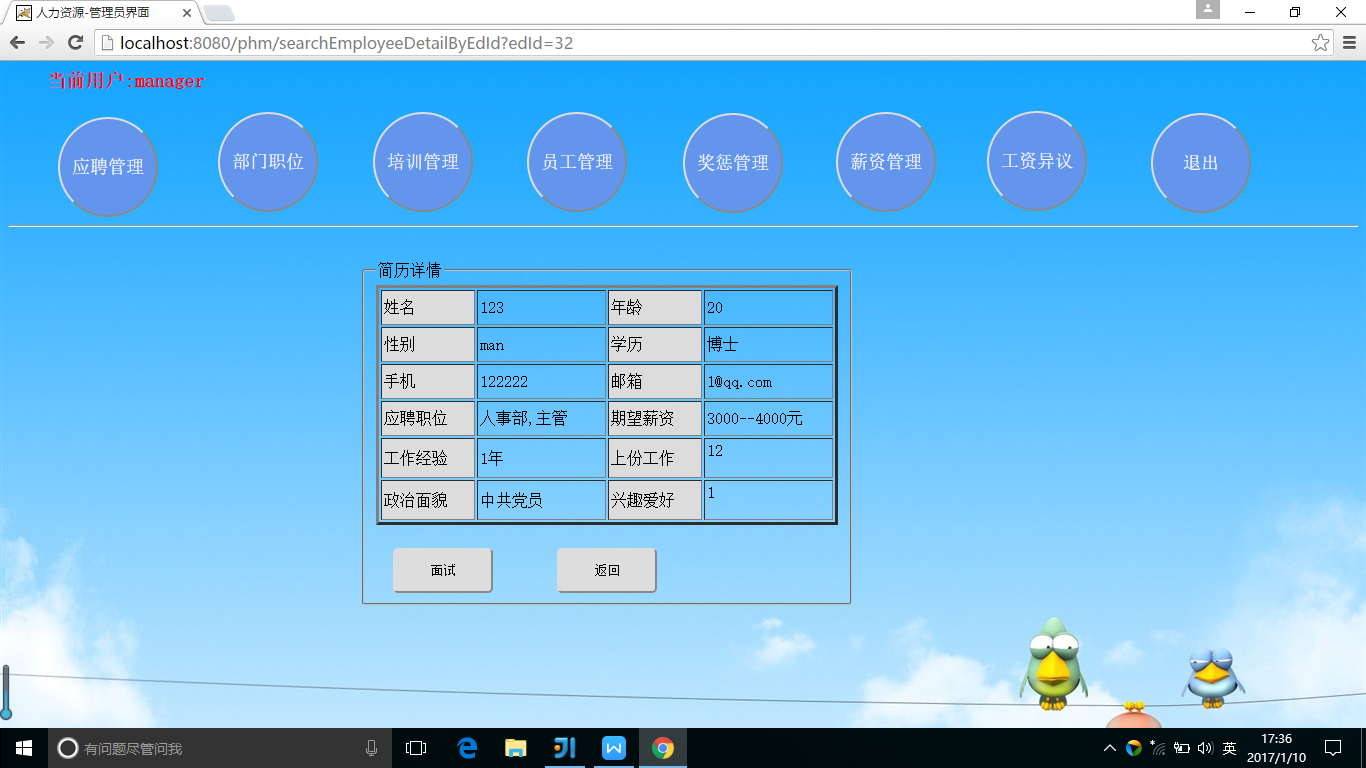 人力资源-管理员界面
localhost:8080/phm/searchEmployeeDetailByEdId?edId=32
当前用户:manager
应聘管理 部门职位 培训管理 员工管理 奖惩管理 薪资管理 工资异议 退出
简历详情
姓名 123 年龄 20
性别 man 学历 博士
手机 122222 邮箱 1@qq.com
应聘职位 人事部,主管 期望薪资 3000--4000元
工作经验 1年 上份工作 12
政治面貌 中共党员 兴趣爱好 1
面试 返回
有问题尽管问我
英
17:36
2017/1/10